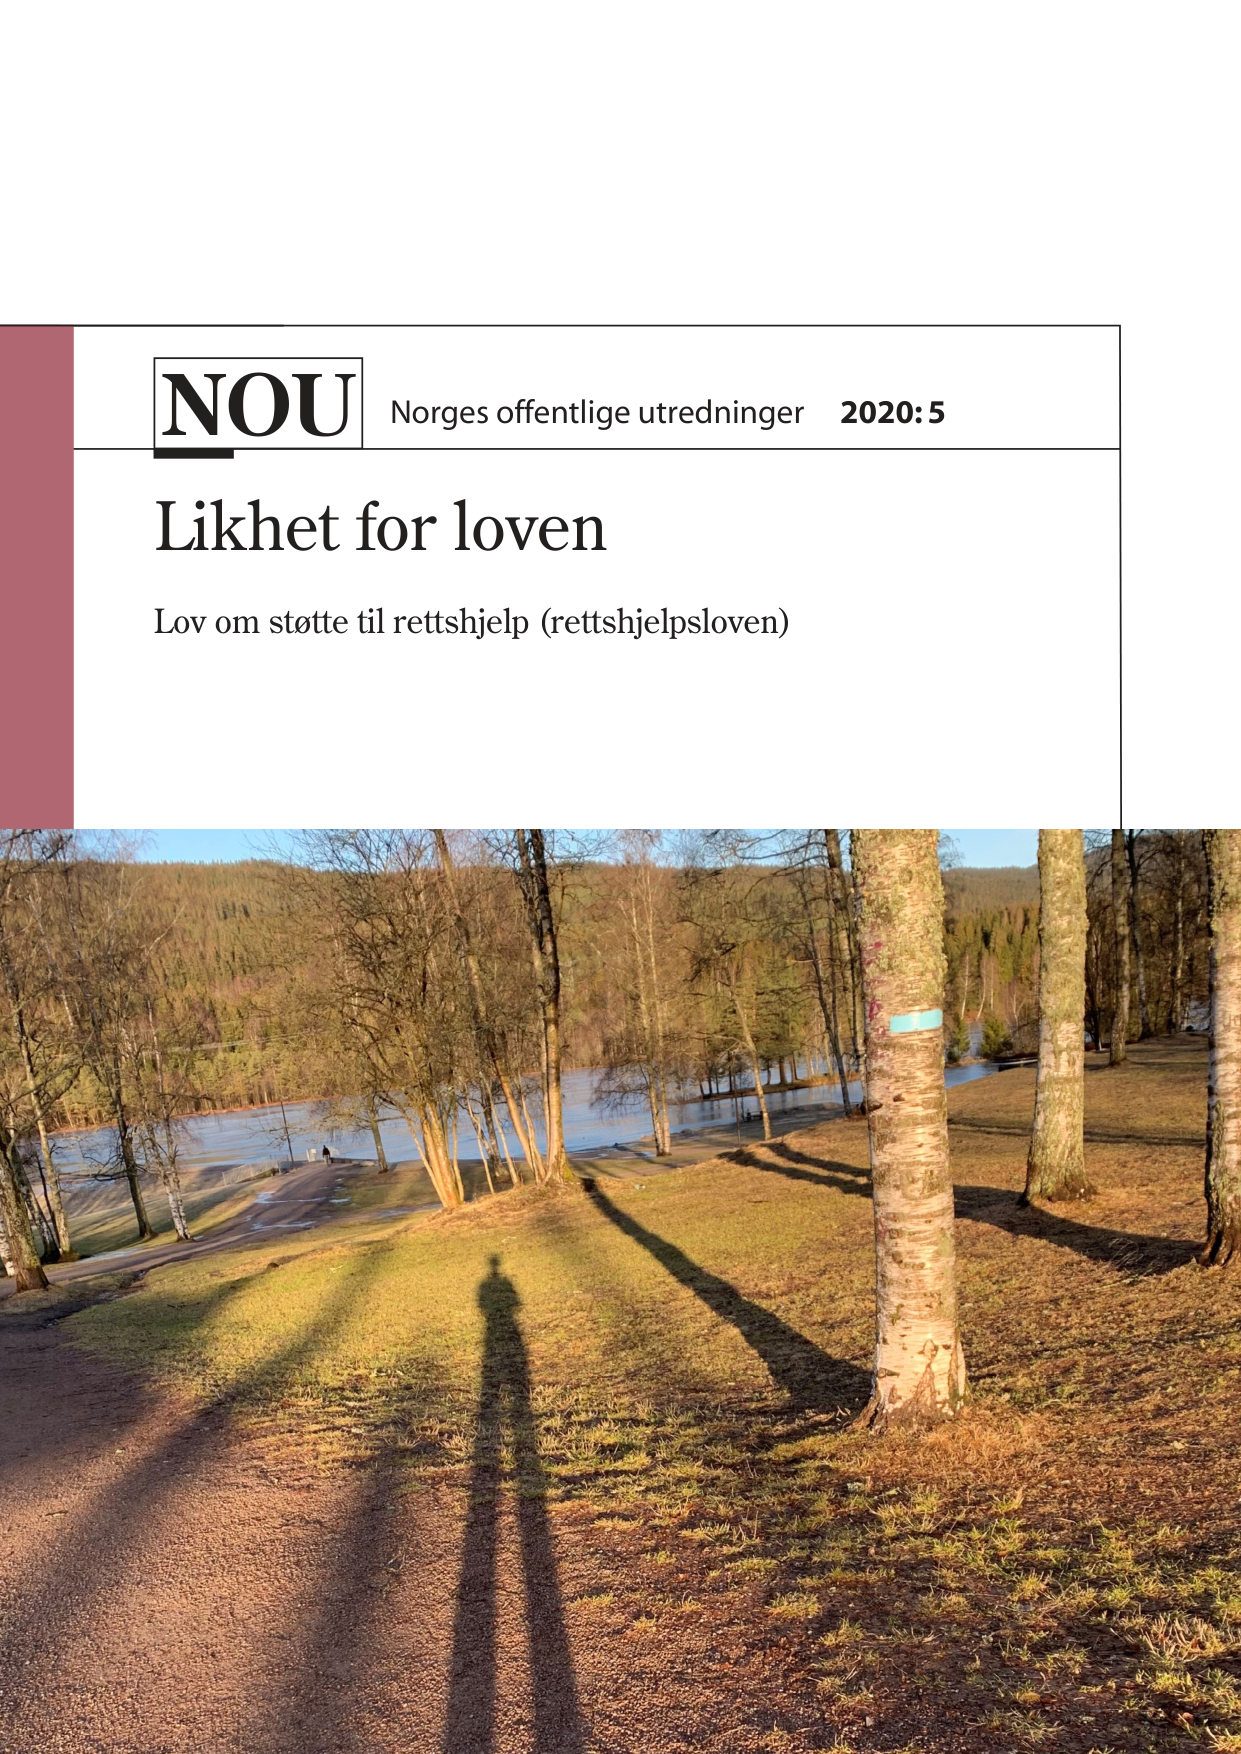 NOU Norges offentlige utredninger 2020: 5
Likhet for loven
Lov om støtte til rettshjelp (rettshjelpsloven)